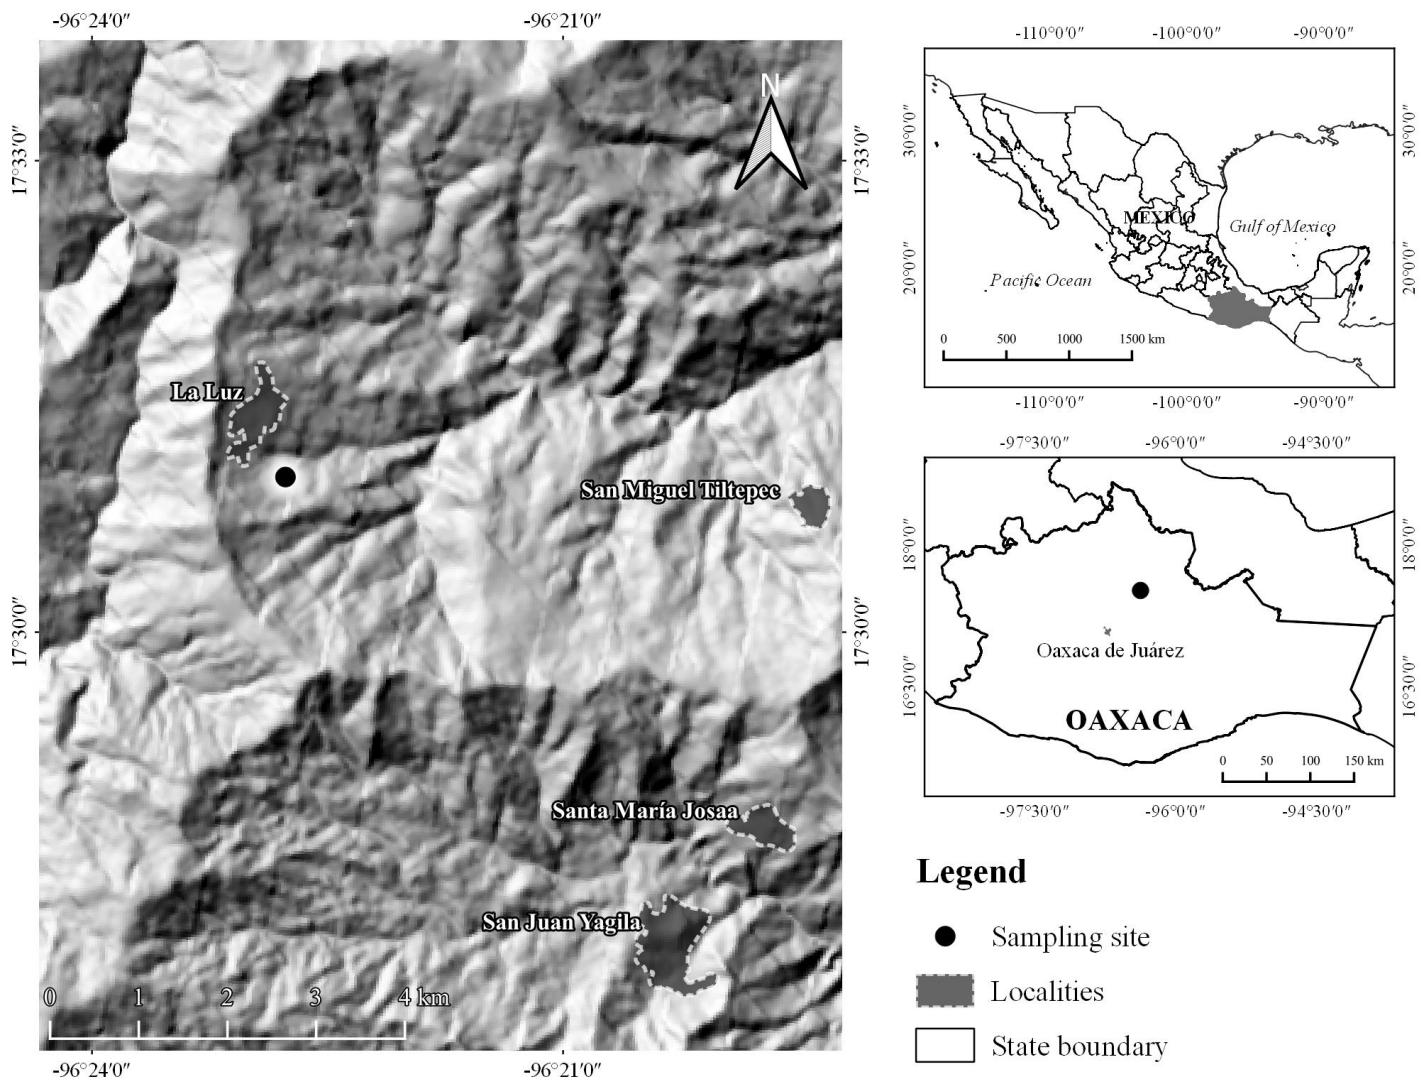 -96°24′0″ -96°21′0″
17°33′0″ 17°33′0″
17°30′0″ 17°30′0″
N
La Luz
San Miguel Tiltepec
Santa María Josaa
San Juan Yagila
0 1 2 3 4 km
-96°24′0″ -96°21′0″
-110°0′0″ -100°0′0″ -90°0′0″
30°0′0″ 30°0′0″
20°0′0″ 20°0′0″
MEXICO
Gulf of Mexico
Pacific Ocean
0 500 1000 1500 km
-110°0′0″ -100°0′0″ -90°0′0″
-97°30′0″ -96°0′0″ -94°30′0″
18°0′0″ 18°0′0″
16°30′0″ 16°30′0″
Oaxaca de Juárez
OAXACA
0 50 100 150 km
-97°30′0″ -96°0′0″ -94°30′0″
Legend
Sampling site
Localities
State boundary